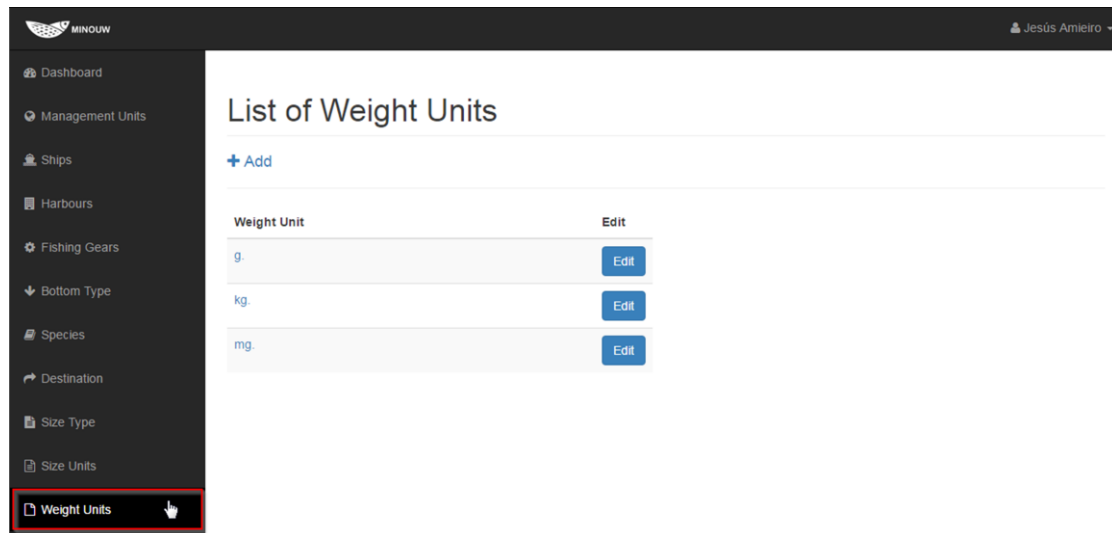 MINOUW
Jesús Amieiro
Dashboard
Management Units
Ships
Harbours
Fishing Gears
Bottom Type
Species
Destination
Size Type
Size Units
Weight Units
List of Weight Units
Add
Weight Unit Edit
g. Edit
kg. Edit
mg. Edit